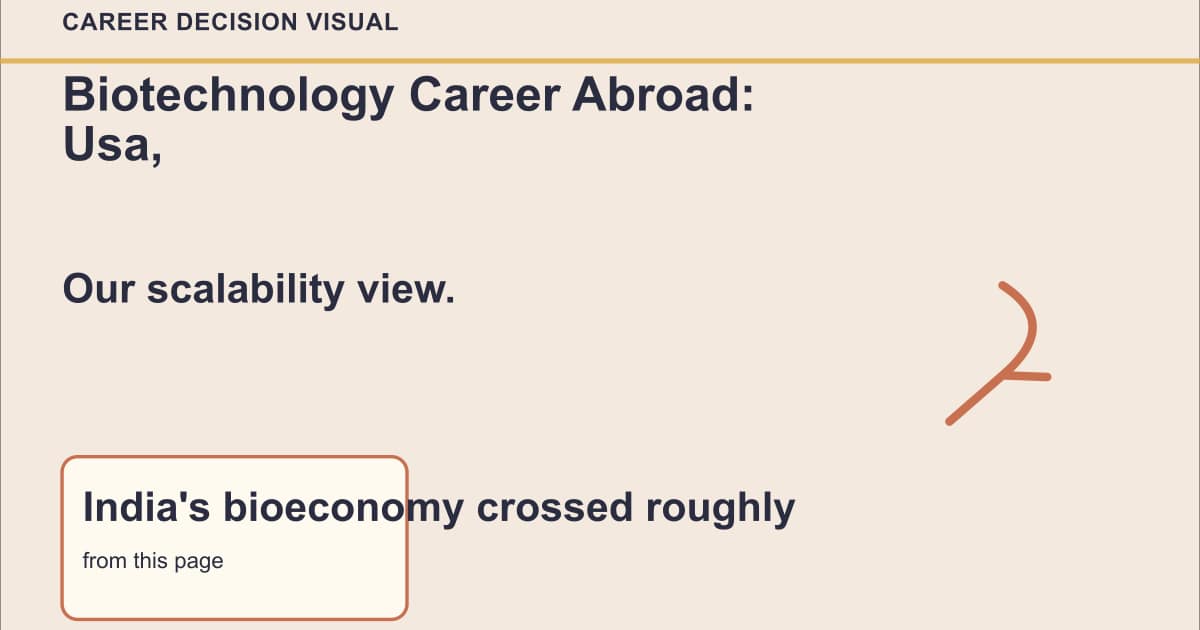 CAREER DECISION VISUAL
Biotechnology Career Abroad:
Usa,
Our scalability view.
India's bioeconomy crossed roughly
from this page